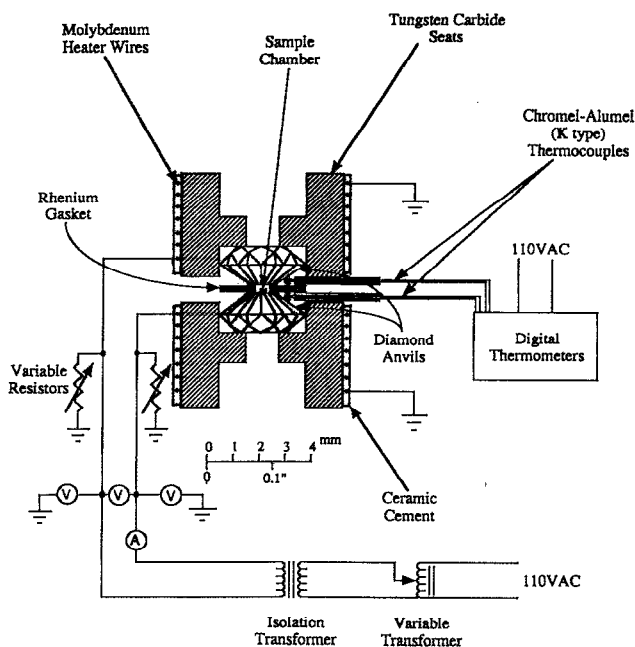 Molybdenum
Heater Wires
Sample
Chamber
Tungsten Carbide
Seats
Chromel-Alumel
(K type)
Thermocouples
Rhenium
Gasket
110VAC
Digital
Thermometers
Diamond
Anvils
Variable
Resistors
0 1 2 3 4 mm
0 0.1"
Ceramic
Cement
V V V
A
110VAC
Isolation
Transformer
Variable
Transformer